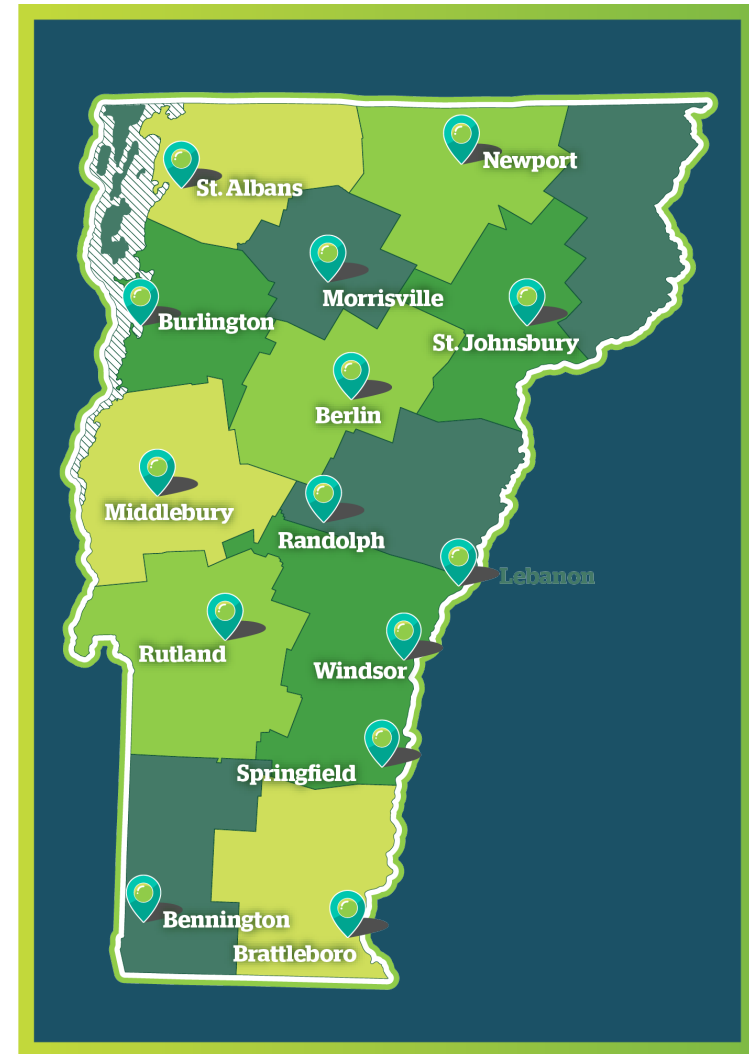 Newport
St. Albans
Morrisville
Burlington
St. Johnsbury
Berlin
Middlebury
Randolph
Lebanon
Rutland
Windsor
Springfield
Bennington
Brattleboro